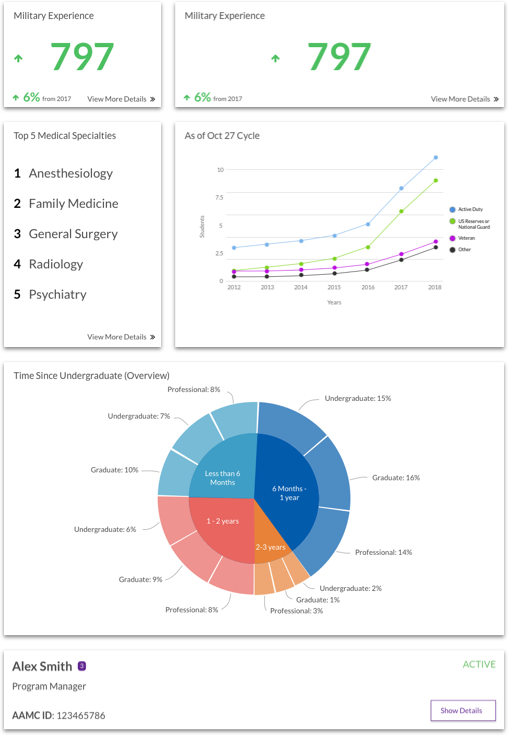 Military Experience
797
6% from 2017
View More Details »
Military Experience
797
6% from 2017
View More Details »
Top 5 Medical Specialties
1 Anesthesiology
2 Family Medicine
3 General Surgery
4 Radiology
5 Psychiatry
View More Details »
As of Oct 27 Cycle
10
7.5
5
2.5
0
Students
2012 2013 2014 2015 2016 2017 2018
Years
Active Duty
US Reserves or
National Guard
Veteran
Other
Time Since Undergraduate (Overview)
Professional: 8%
Undergraduate: 15%
Undergraduate: 7%
Graduate: 10%
Graduate: 16%
Less than 6
Months
6 Months -
1 year
1 - 2 years
2-3 years
Undergraduate: 6%
Professional: 14%
Graduate: 9%
Undergraduate: 2%
Graduate: 1%
Professional: 8%
Professional: 3%
Alex Smith 3
ACTIVE
Program Manager
AAMC ID: 123465786
Show Details